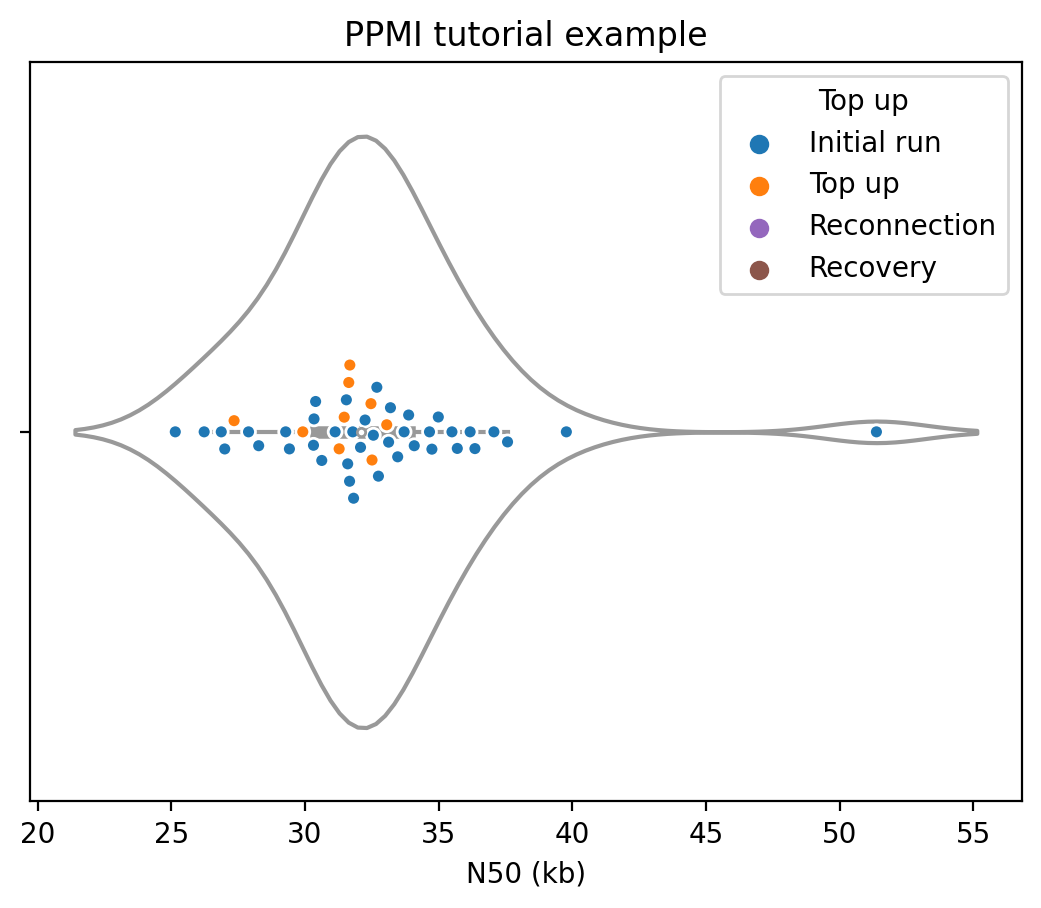 PPMI tutorial example
Top up
Initial run
Top up
Reconnection
Recovery
20 25 30 35 40 45 50 55
N50 (kb)